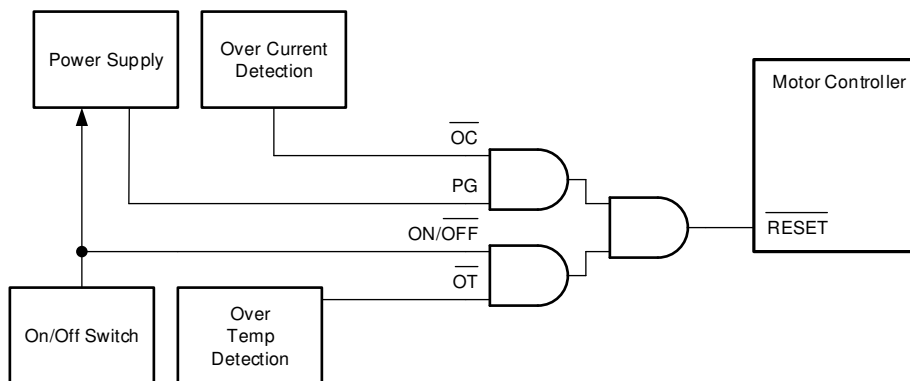 Power Supply
Over Current
Detection
Motor Controller
OC
PG
ON/OFF
OT
RESET
On/Off Switch
Over
Temp
Detection